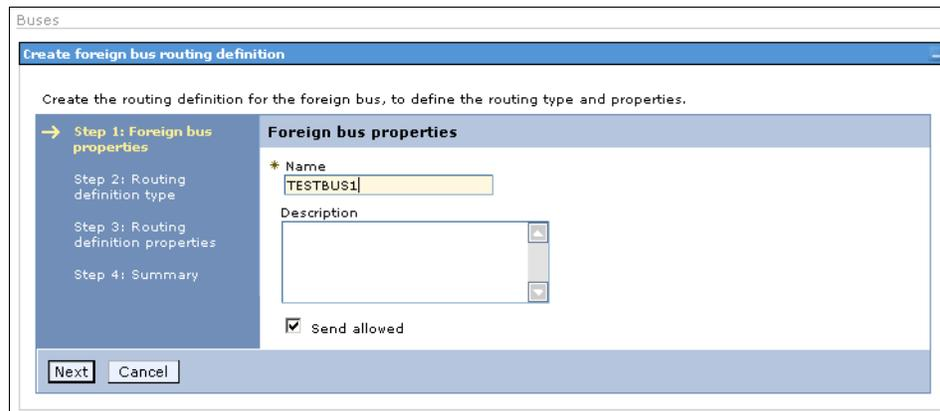 Buses
Create foreign bus routing definition
Create the routing definition for the foreign bus, to define the routing type and properties.
Step 1: Foreign bus
properties
Step 2: Routing
definition type
Step 3: Routing
definition properties
Step 4: Summary
Foreign bus properties
* Name
TESTBUS1
Description
Send allowed
Next
Cancel